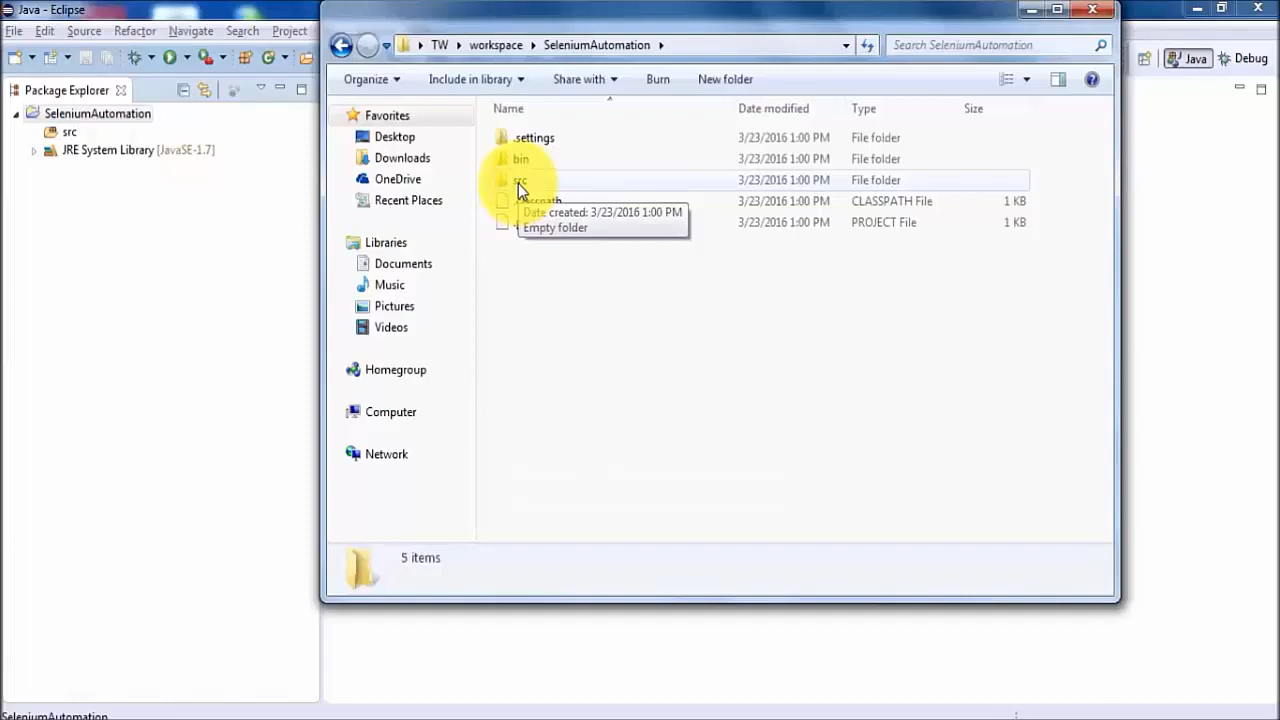 Java - Eclipse
File Edit Source Refactor Navigate Search Project
Java Debug
Package Explorer
SeleniumAutomation
src
JRE System Library [JavaSE-1.7]
TW workspace SeleniumAutomation
Search SeleniumAutomation
Organize Include in library Share with Burn New folder
Favorites
Desktop
Downloads
OneDrive
Recent Places
Libraries
Documents
Music
Pictures
Videos
Homegroup
Computer
Network
Name Date modified Type Size
.settings 3/23/2016 1:00 PM File folder
bin 3/23/2016 1:00 PM File folder
src 3/23/2016 1:00 PM File folder
3/23/2016 1:00 PM CLASSPATH File 1 KB
3/23/2016 1:00 PM PROJECT File 1 KB
Date created: 3/23/2016 1:00 PM
Empty folder
5 items
SeleniumAutomation